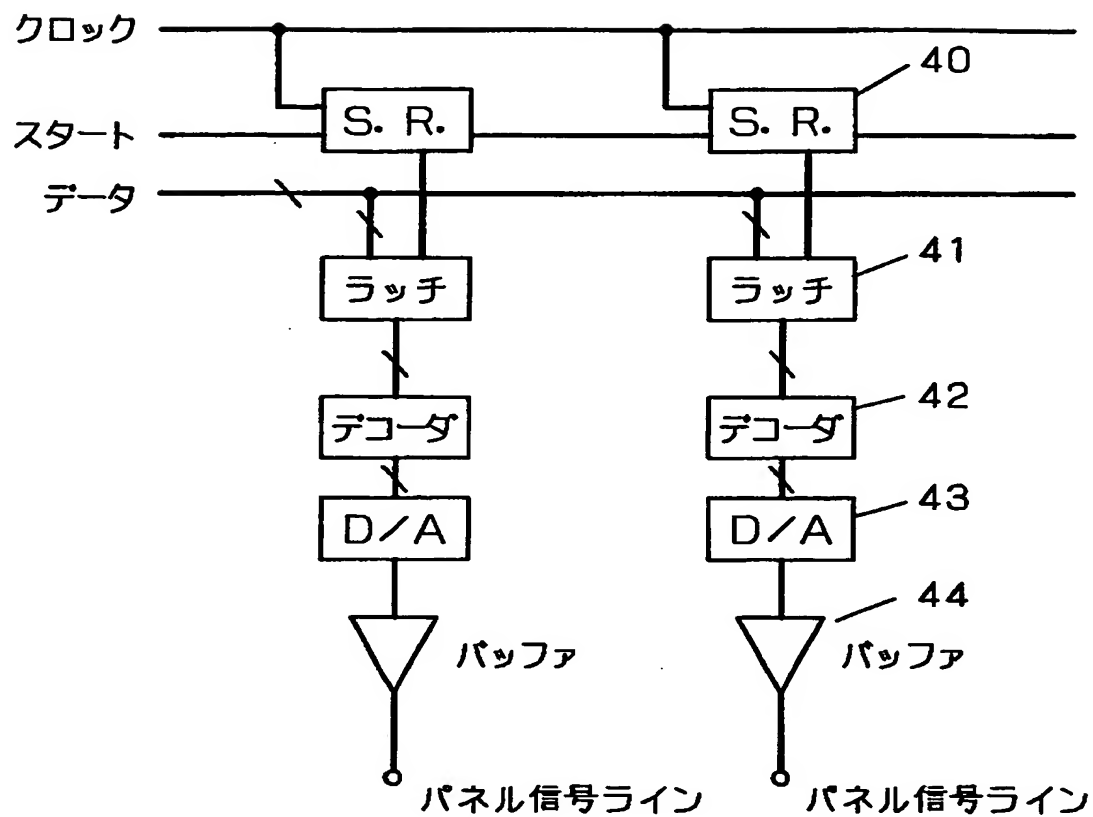 クロック
40
S. R.
S. R.
スタート
データ
41
ラッチ
ラッチ
42
デコーダ
デコーダ
43
D/A
D/A
44
バッファ
バッファ
パネル信号ライン
パネル信号ライン